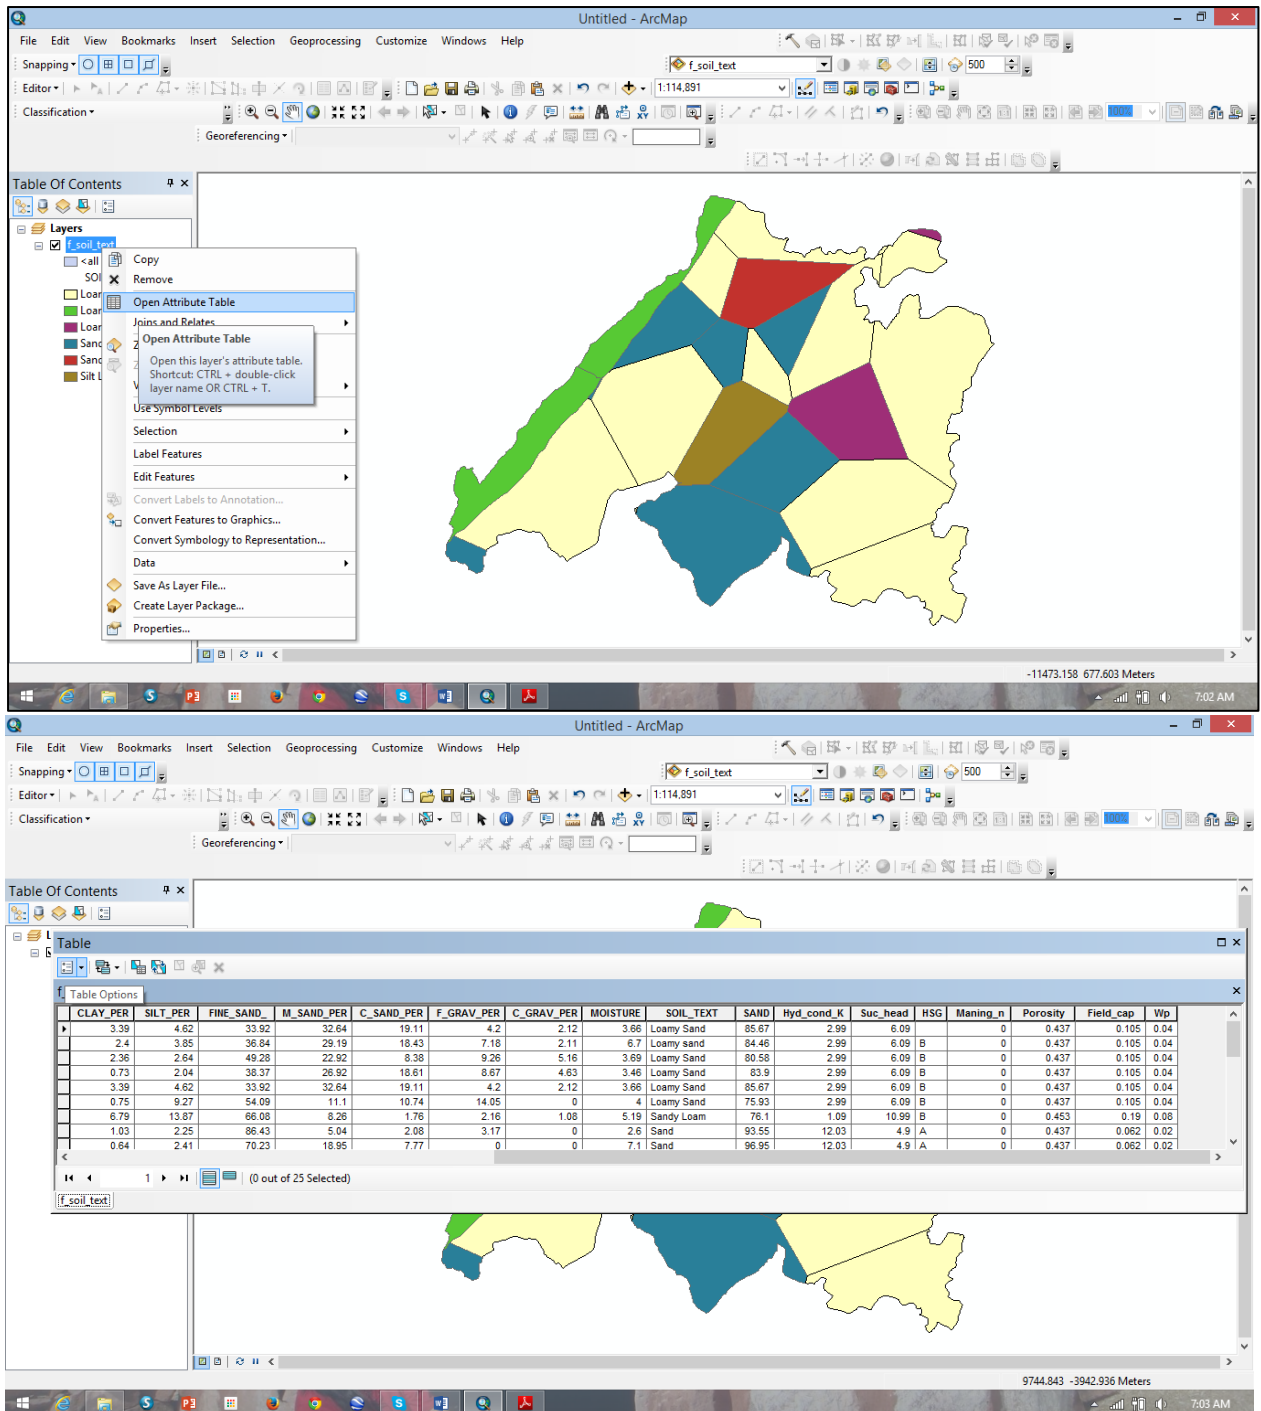 Untitled - ArcMap
File Edit View Bookmarks Insert Selection Geoprocessing Customize Windows Help
Snapping
f_soil_text
500
Editor
1:114,891
Classification
100%
Georeferencing
Table Of Contents
Layers
f_soil_text
<all
SOI
Loar
Loar
Loar
Sand
Sand
Silt L
Copy
Remove
Open Attribute Table
Joins and Relates
Open Attribute Table
Open this layer's attribute table.
Shortcut: CTRL + double-click
layer name OR CTRL + T.
Use Symbol Levels
Selection
Label Features
Edit Features
Convert Labels to Annotation...
Convert Features to Graphics...
Convert Symbology to Representation...
Data
Save As Layer File...
Create Layer Package...
Properties...
-11473.158 677.603 Meters
7:02 AM
Untitled - ArcMap
File Edit View Bookmarks Insert Selection Geoprocessing Customize Windows Help
Snapping
f_soil_text
500
Editor
1:114,891
Classification
100%
Georeferencing
Table Of Contents
L
Table
f_
Table Options
CLAY_PER SILT_PER FINE_SAND_ M_SAND_PER C_SAND_PER F_GRAV_PER C_GRAV_PER MOISTURE SOIL_TEXT SAND Hyd_cond_K Suc_head HSG Maning_n Porosity Field_cap Wp
3.39 4.62 33.92 32.64 19.11 4.2 2.12 3.66 Loamy Sand 85.67 2.99 6.09 0 0.437 0.105 0.04
2.4 3.85 36.84 29.19 18.43 7.18 2.11 6.7 Loamy sand 84.46 2.99 6.09 B 0 0.437 0.105 0.04
2.36 2.64 49.28 22.92 8.38 9.26 5.16 3.69 Loamy Sand 80.58 2.99 6.09 B 0 0.437 0.105 0.04
0.73 2.04 38.37 26.92 18.61 8.67 4.63 3.46 Loamy Sand 83.9 2.99 6.09 B 0 0.437 0.105 0.04
3.39 4.62 33.92 32.64 19.11 4.2 2.12 3.66 Loamy Sand 85.67 2.99 6.09 B 0 0.437 0.105 0.04
0.75 9.27 54.09 11.1 10.74 14.05 0 4 Loamy Sand 75.93 2.99 6.09 B 0 0.437 0.105 0.04
6.79 13.87 66.08 8.26 1.76 2.16 1.08 5.19 Sandy Loam 76.1 1.09 10.99 B 0 0.453 0.19 0.08
1.03 2.25 86.43 5.04 2.08 3.17 0 2.6 Sand 93.55 12.03 4.9 A 0 0.437 0.062 0.02
0.64 2.41 70.23 18.95 7.77 0 0 7.1 Sand 96.95 12.03 4.9 A 0 0.437 0.062 0.02
1 (0 out of 25 Selected)
f_soil_text
9744.843 -3942.936 Meters
7:03 AM